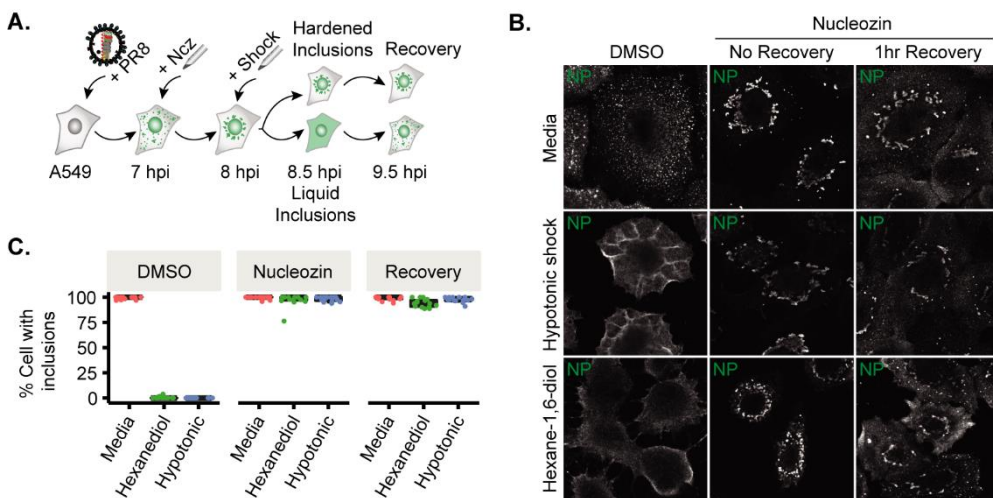 A.
+ PR8
+ Ncz
+ Shock
Hardened
Inclusions
Recovery
A549
7 hpi
8 hpi
8.5 hpi
9.5 hpi
Liquid
Inclusions
B.
Nucleozin
DMSO
No Recovery
1hr Recovery
Media
NP
NP
NP
Hypotonic shock
NP
NP
NP
Hexane-1,6-diol
NP
NP
NP
C.
DMSO
Nucleozin
Recovery
% Cell with
inclusions
100
75
50
25
0
Media
Hexanediol
Hypotonic
Media
Hexanediol
Hypotonic
Media
Hexanediol
Hypotonic